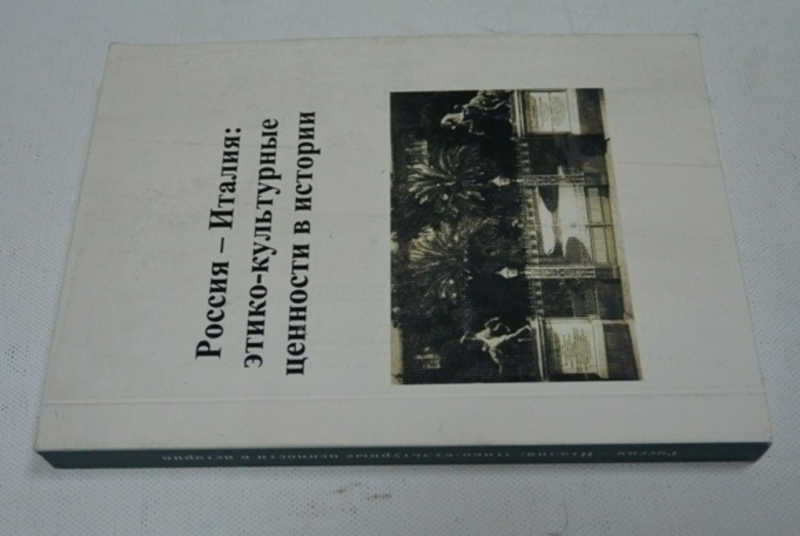 Россия – Италия:
этико-культурные
ценности в истории
Россия – Италия: этико-культурные ценности в истории